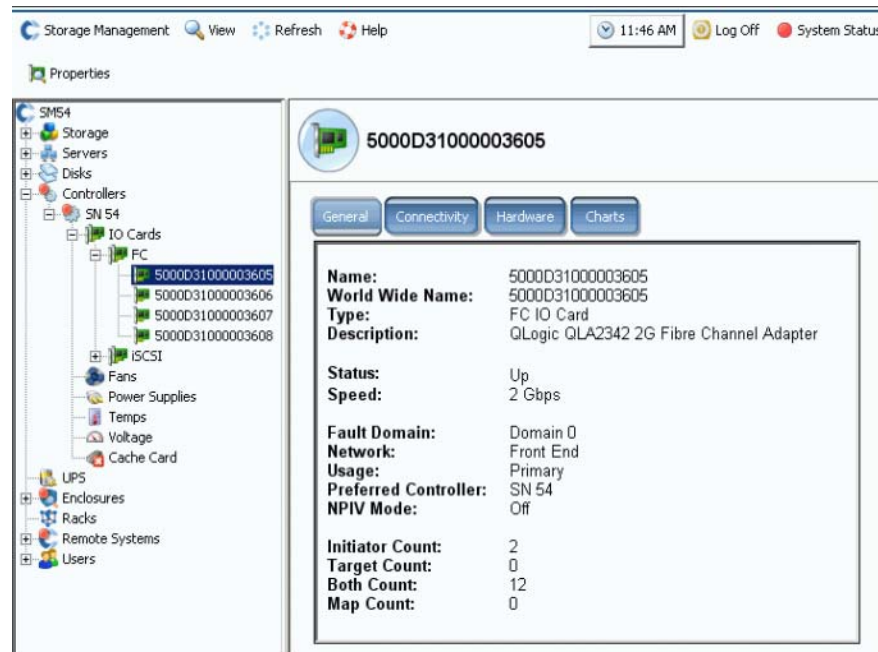 Storage Management View Refresh Help 11:46 AM Log Off System Status
Properties
SM54
Storage
Servers
Disks
Controllers
SN 54
IO Cards
FC
5000D31000003605
5000D31000003606
5000D31000003607
5000D31000003608
iSCSI
Fans
Power Supplies
Temps
Voltage
Cache Card
UPS
Enclosures
Racks
Remote Systems
Users
5000D31000003605
General Connectivity Hardware Charts
Name: 5000D31000003605
World Wide Name: 5000D31000003605
Type: FC IO Card
Description: QLogic QLA2342 2G Fibre Channel Adapter
Status: Up
Speed: 2 Gbps
Fault Domain: Domain 0
Network: Front End
Usage: Primary
Preferred Controller: SN 54
NPIV Mode: Off
Initiator Count: 2
Target Count: 0
Both Count: 12
Map Count: 0